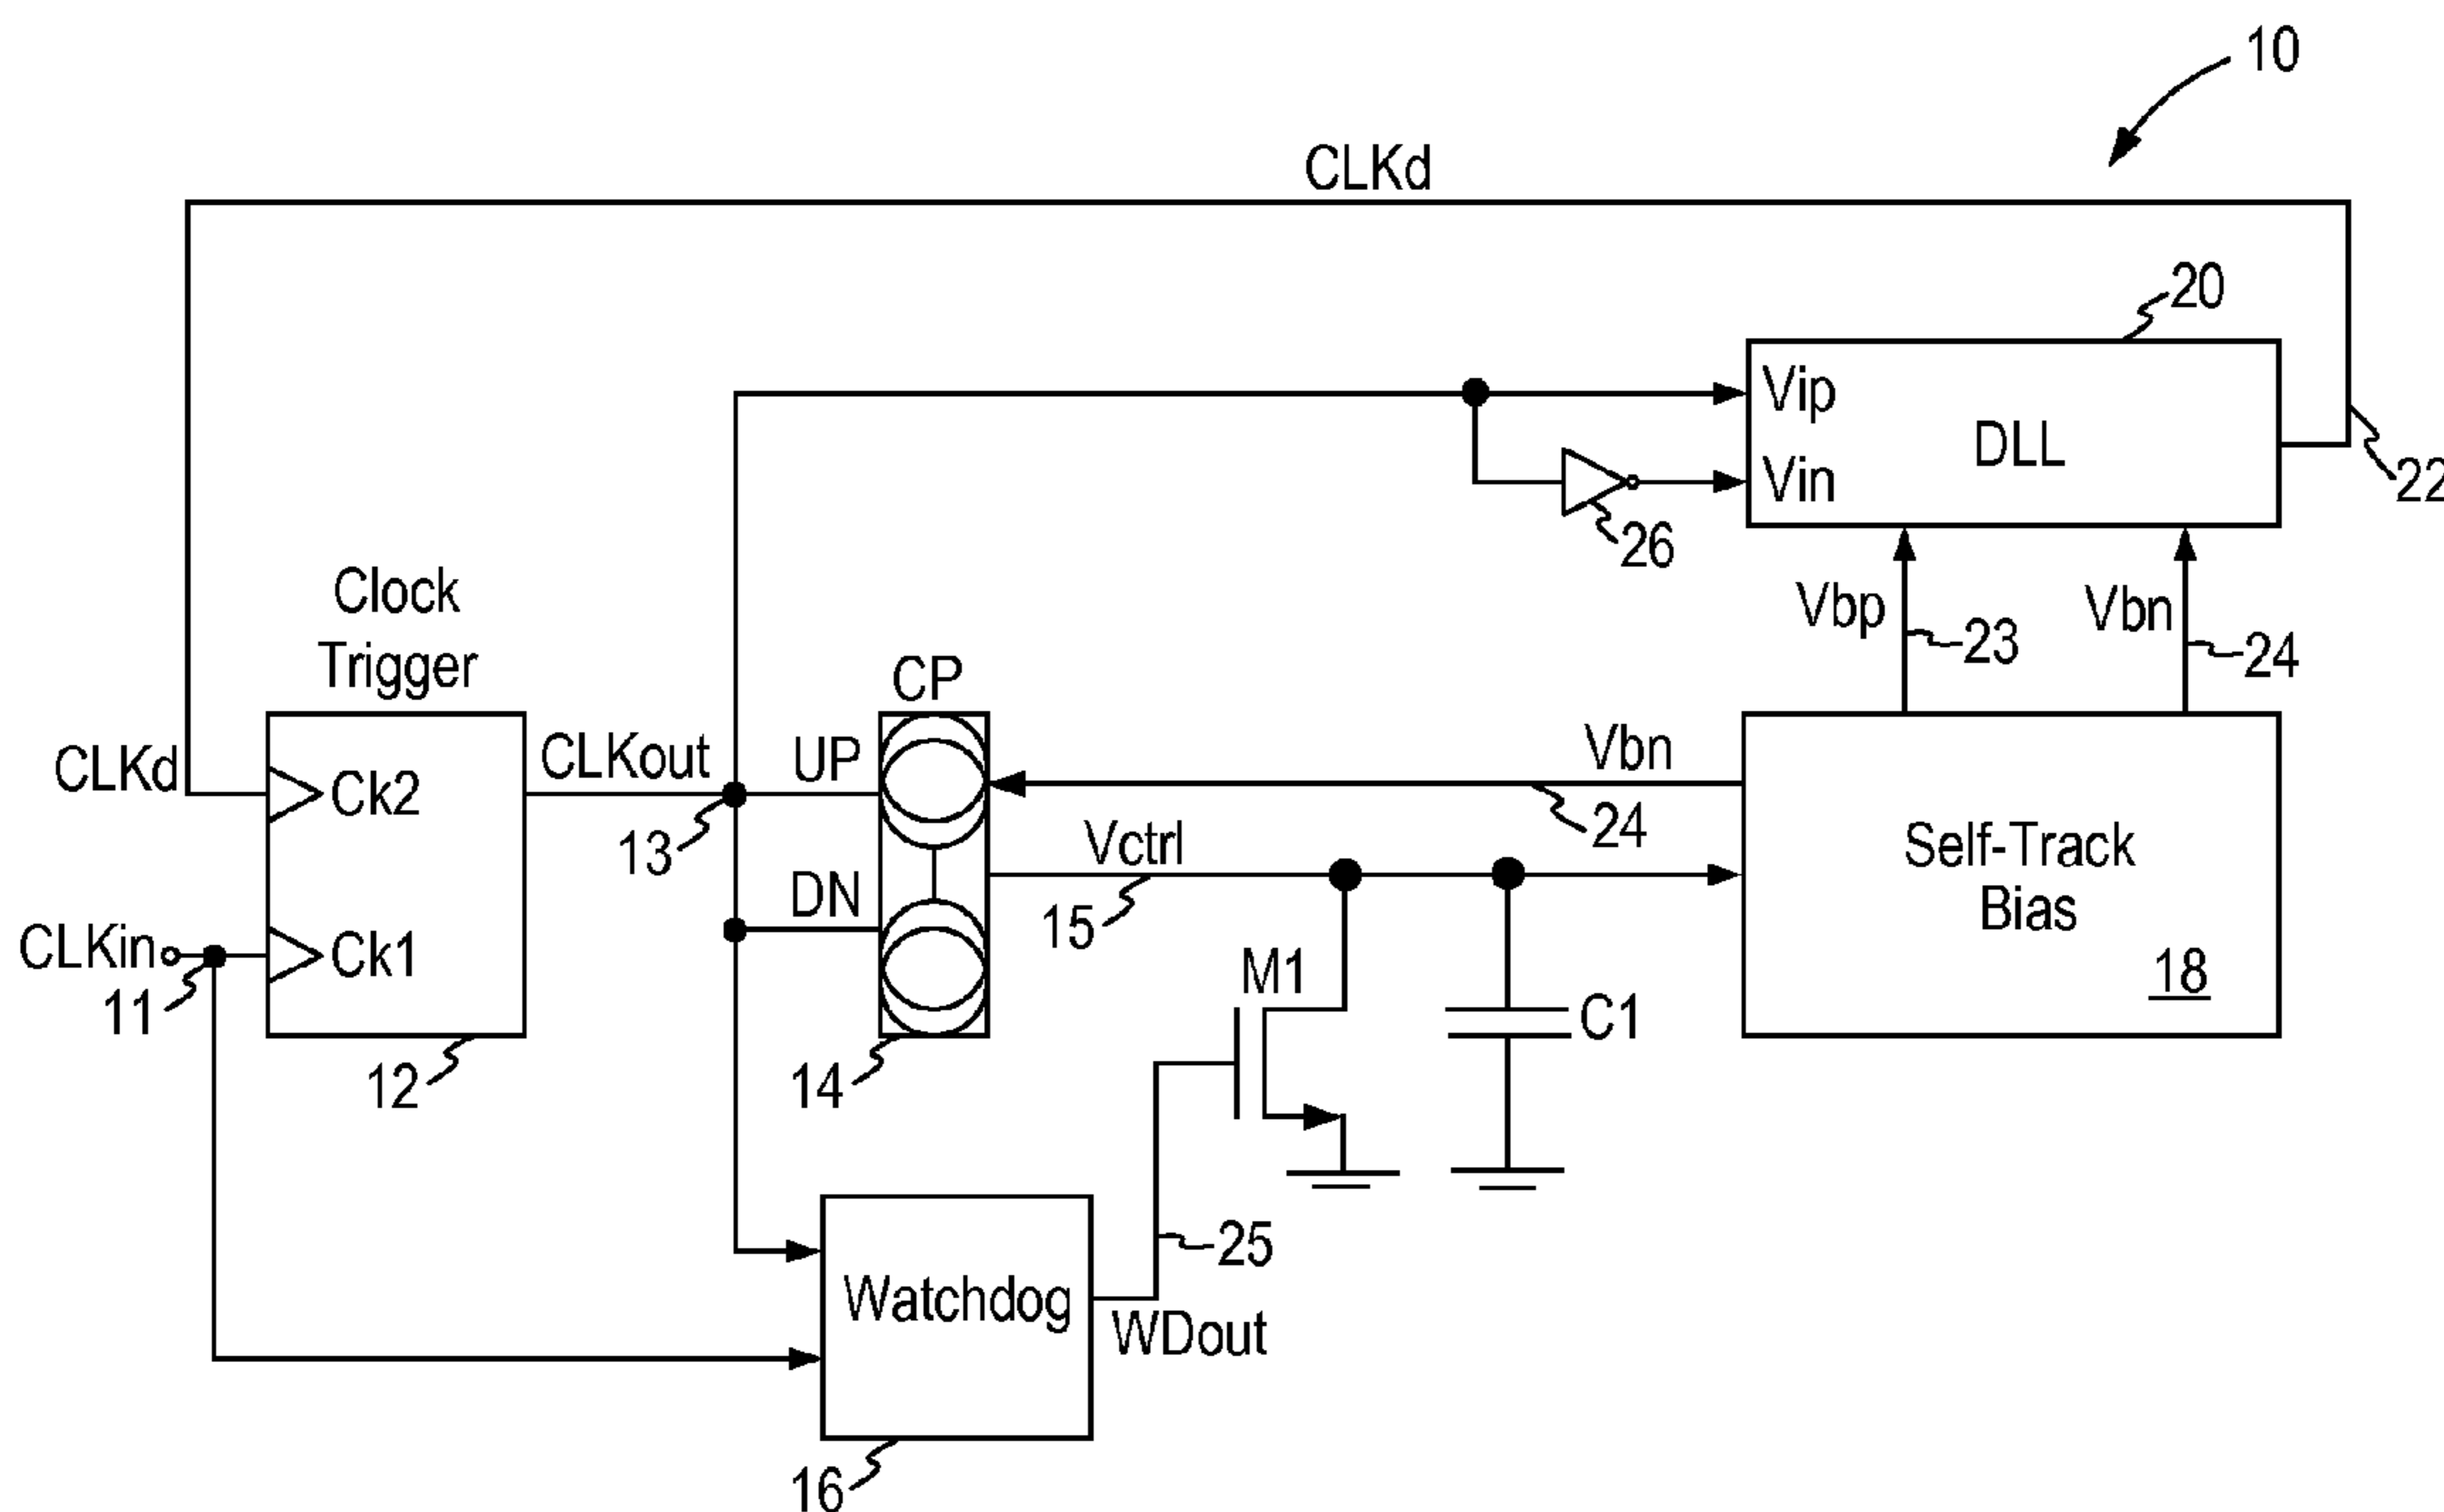 10
CLKd
20
Vip
DLL
Vin
22
26
Clock
Trigger
Vbp
23
Vbn
24
CP
CLKd
Ck2
CLKout
UP
Vbn
24
13
Vctrl
15
Self-Track
Bias
18
DN
CLKin
Ck1
11
M1
C1
12
14
25
Watchdog
WDout
16